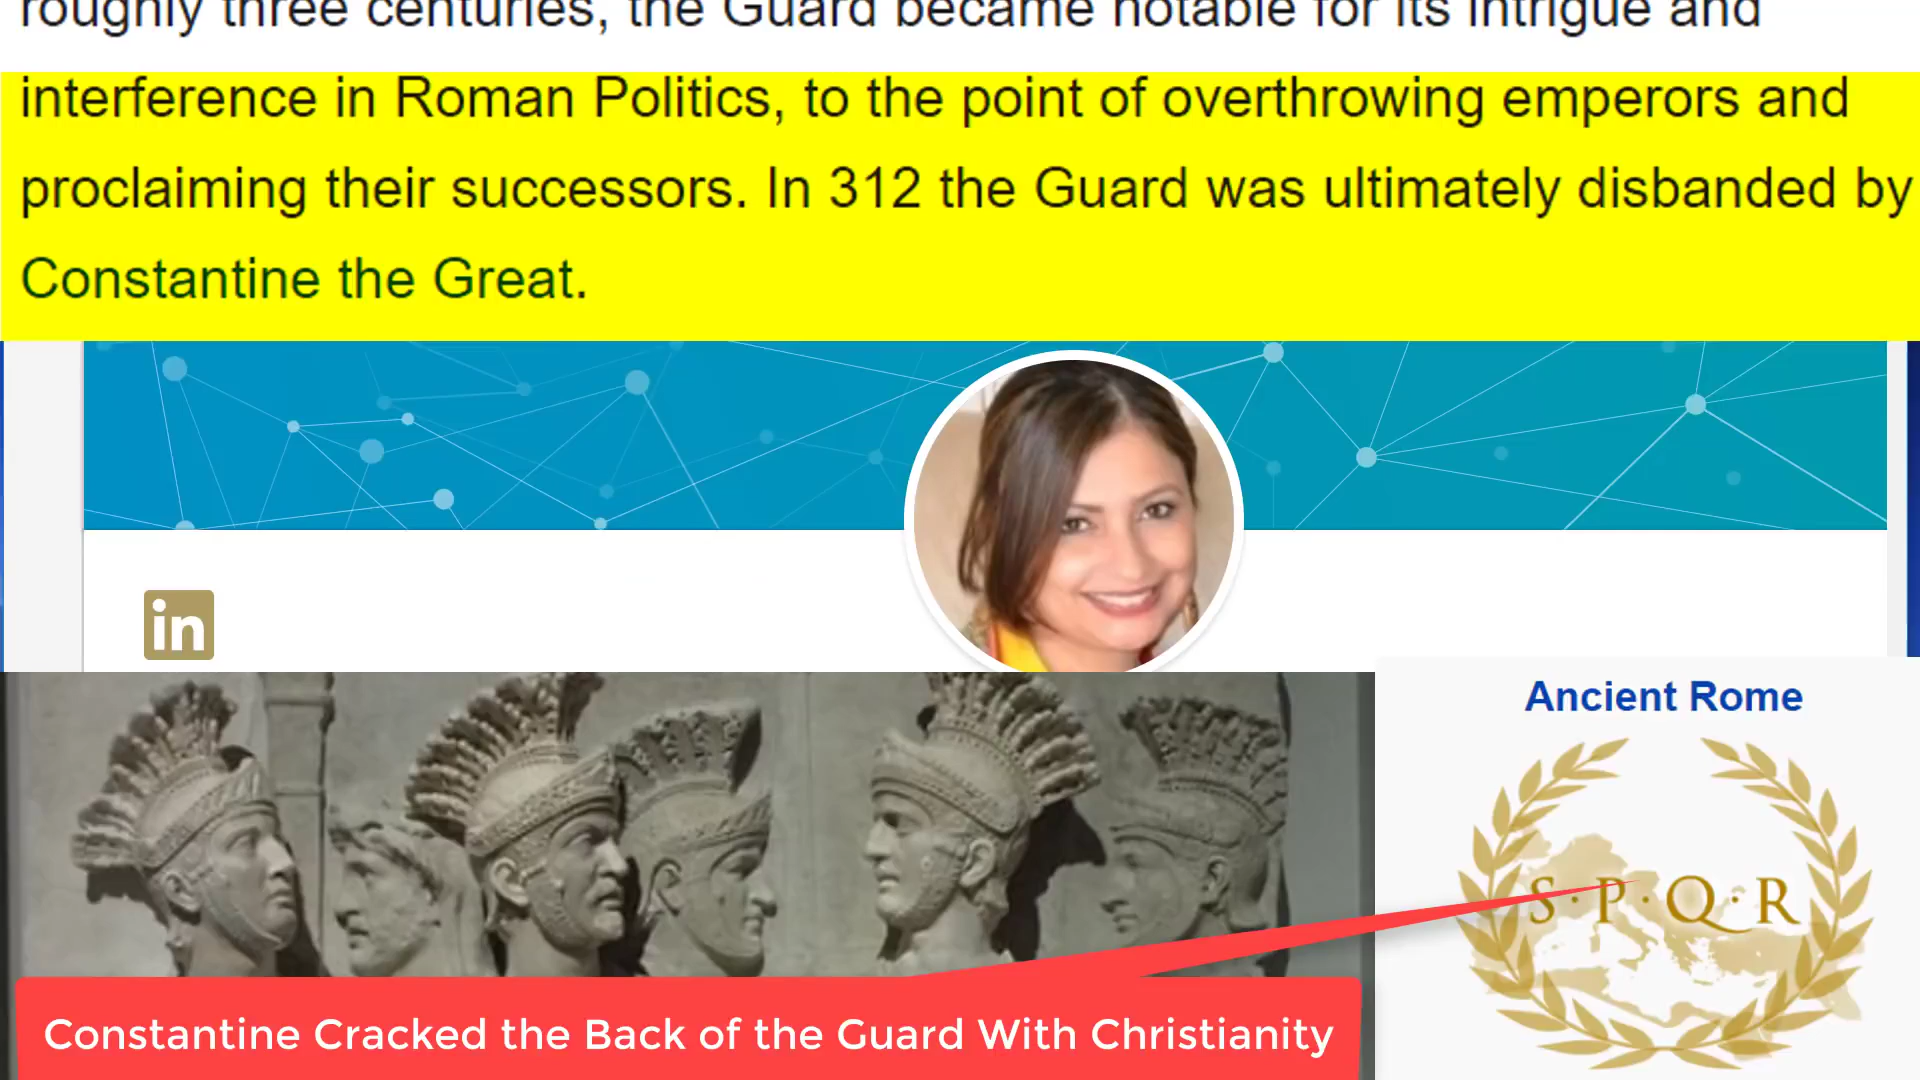 roughly three centuries, the Guard became notable for its intrigue and
interference in Roman Politics, to the point of overthrowing emperors and
proclaiming their successors. In 312 the Guard was ultimately disbanded by
Constantine the Great.
in
Ancient Rome
S·P·Q·R
Constantine Cracked the Back of the Guard With Christianity